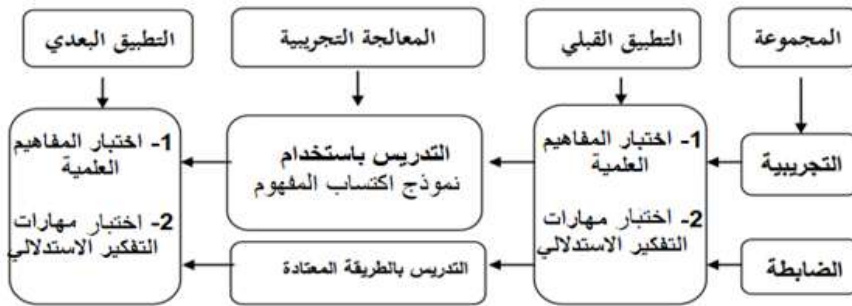 المجموعة
التطبيق القبلي
المعالجة التجريبية
التطبيق البعدي
التجريبية
الضابطة
1- اختبار المفاهيم
العلمية
2- اختبار مهارات
التفكير الاستدلالي
التدريس باستخدام
نموذج اكتساب المفهوم
التدريس بالطريقة المعتادة
1- اختبار المفاهيم
العلمية
2- اختبار مهارات
التفكير الاستدلالي